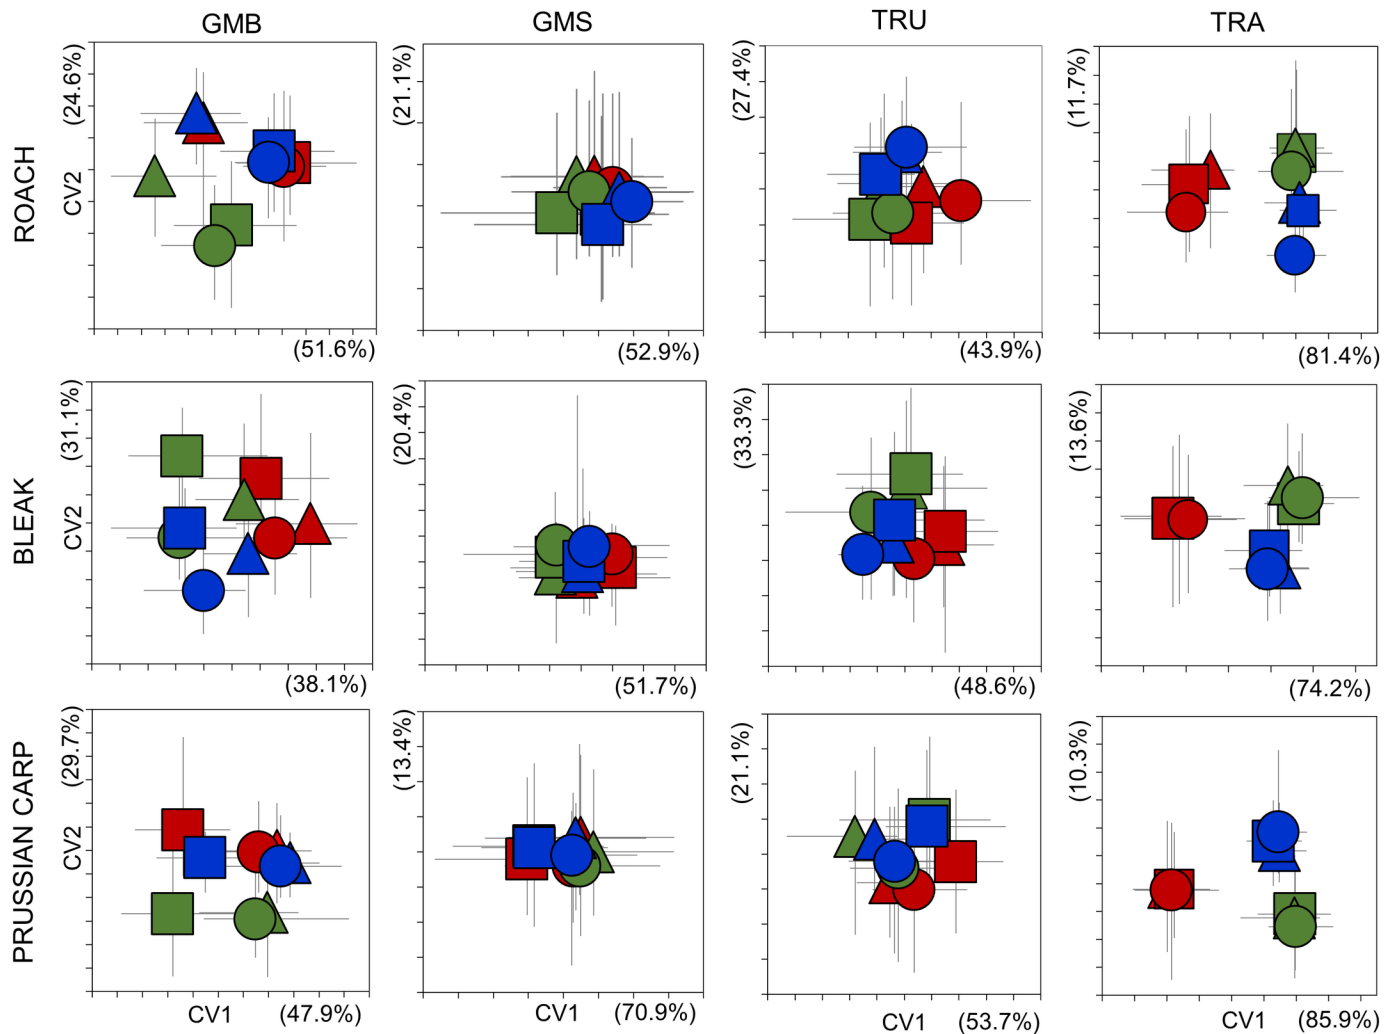 GMB GMS TRU TRA
ROACH
CV2 (24.6%)
(21.1%)
(27.4%)
(11.7%)
(51.6%)
(52.9%)
(43.9%)
(81.4%)
BLEAK
CV2 (31.1%)
(20.4%)
(33.3%)
(13.6%)
(38.1%)
(51.7%)
(48.6%)
(74.2%)
PRUSSIAN CARP
CV2 (29.7%)
(13.4%)
(21.1%)
(10.3%)
CV1 (47.9%)
CV1 (70.9%)
CV1 (53.7%)
CV1 (85.9%)